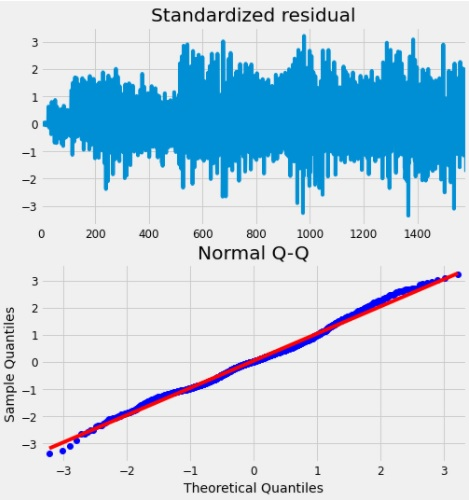 Standardized residual
3
2
1
0
−1
−2
−3
0 200 400 600 800 1000 1200 1400
Normal Q-Q
3
2
1
0
−1
−2
−3
Sample Quantiles
−3 −2 −1 0 1 2 3
Theoretical Quantiles